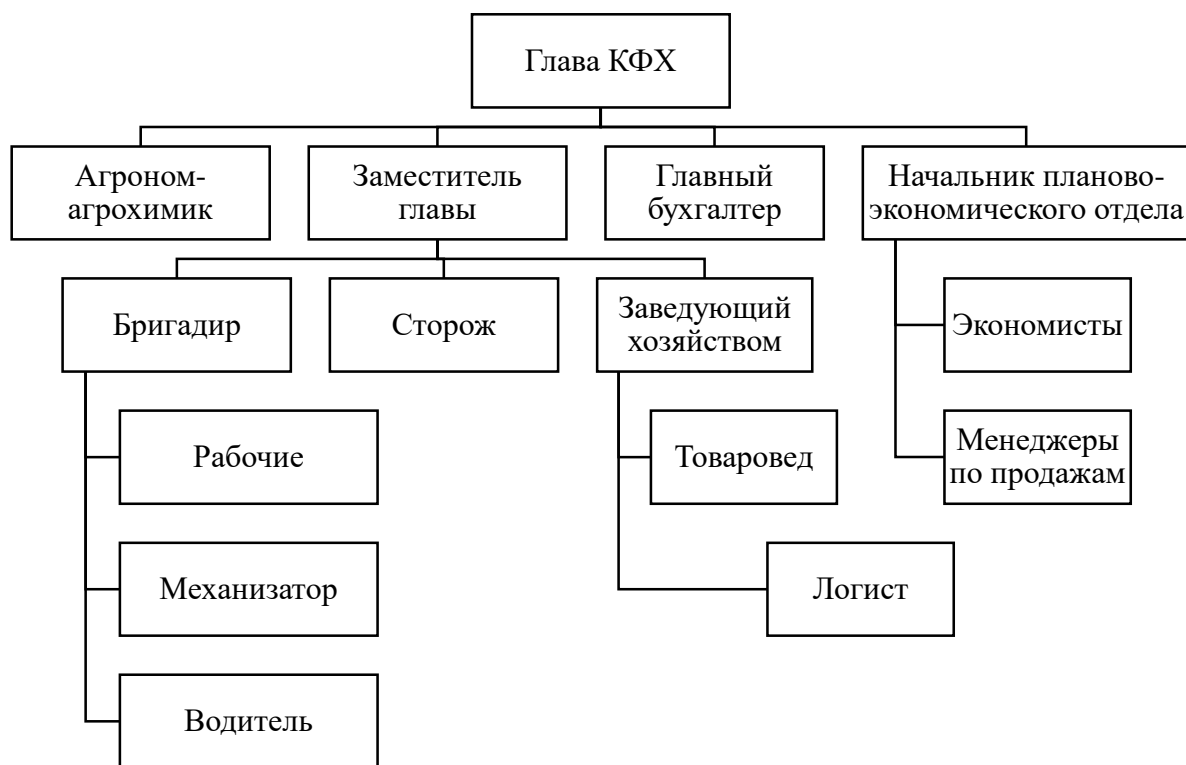 Глава КФХ
Агроном-
агрохимик
Заместитель
главы
Главный
бухгалтер
Начальник планово-
экономического отдела
Бригадир
Сторож
Заведующий
хозяйством
Экономисты
Рабочие
Товаровед
Менеджеры
по продажам
Механизатор
Логист
Водитель